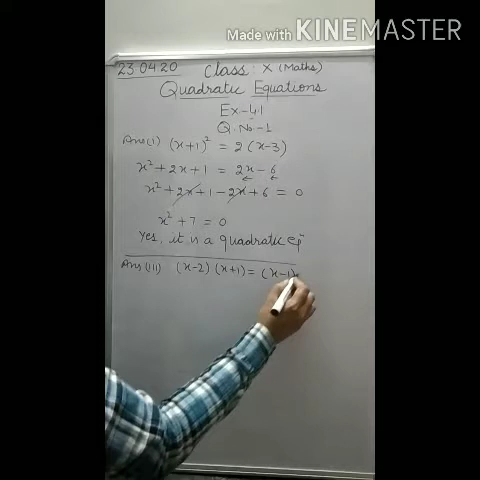 Made with KINEMASTER
23.04.20 Class : X (Maths)
Quadratic Equations
Ex-4.1
Q.No-1
Ans(i) (x+1)² = 2(x-3)
x²+2x+1 = 2x-6
x²+2x+1-2x+6 = 0
x²+7=0
Yes, it is a quadratic eqⁿ
Ans(iii) (x-2)(x+1)=(x-1)